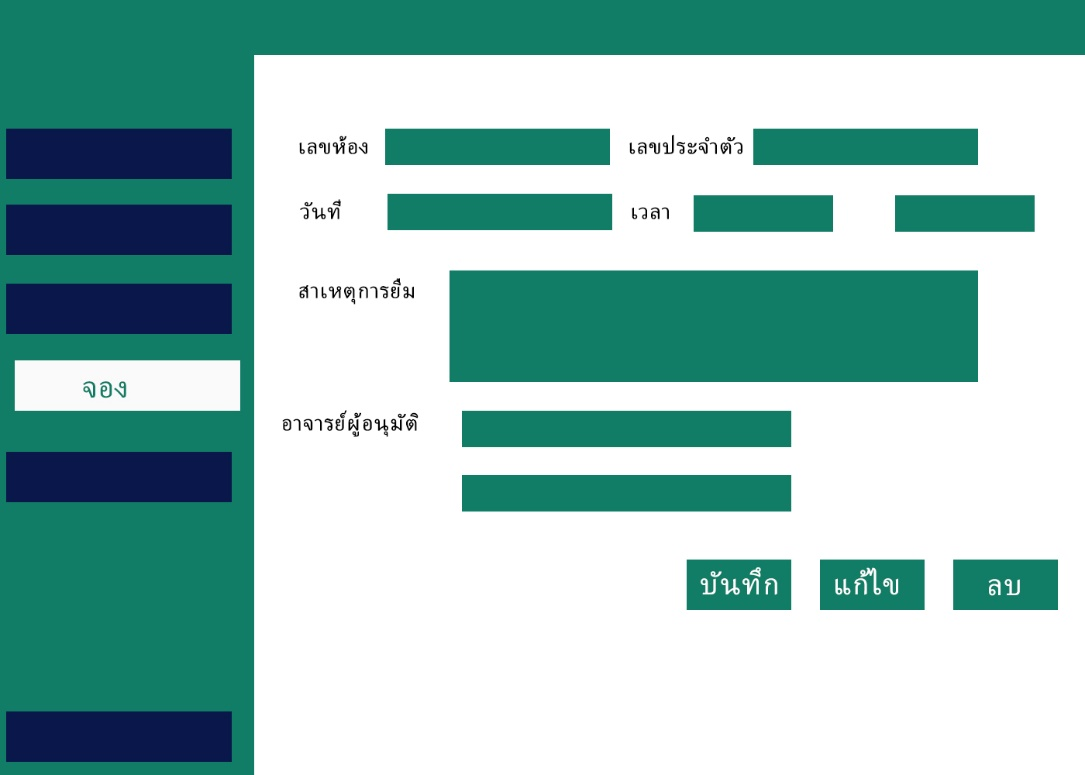 เลขห้อง เลขประจำตัว
วันที่ เวลา
สาเหตุการยืม
จอง
อาจารย์ผู้อนุมัติ
บันทึก แก้ไข ลบ